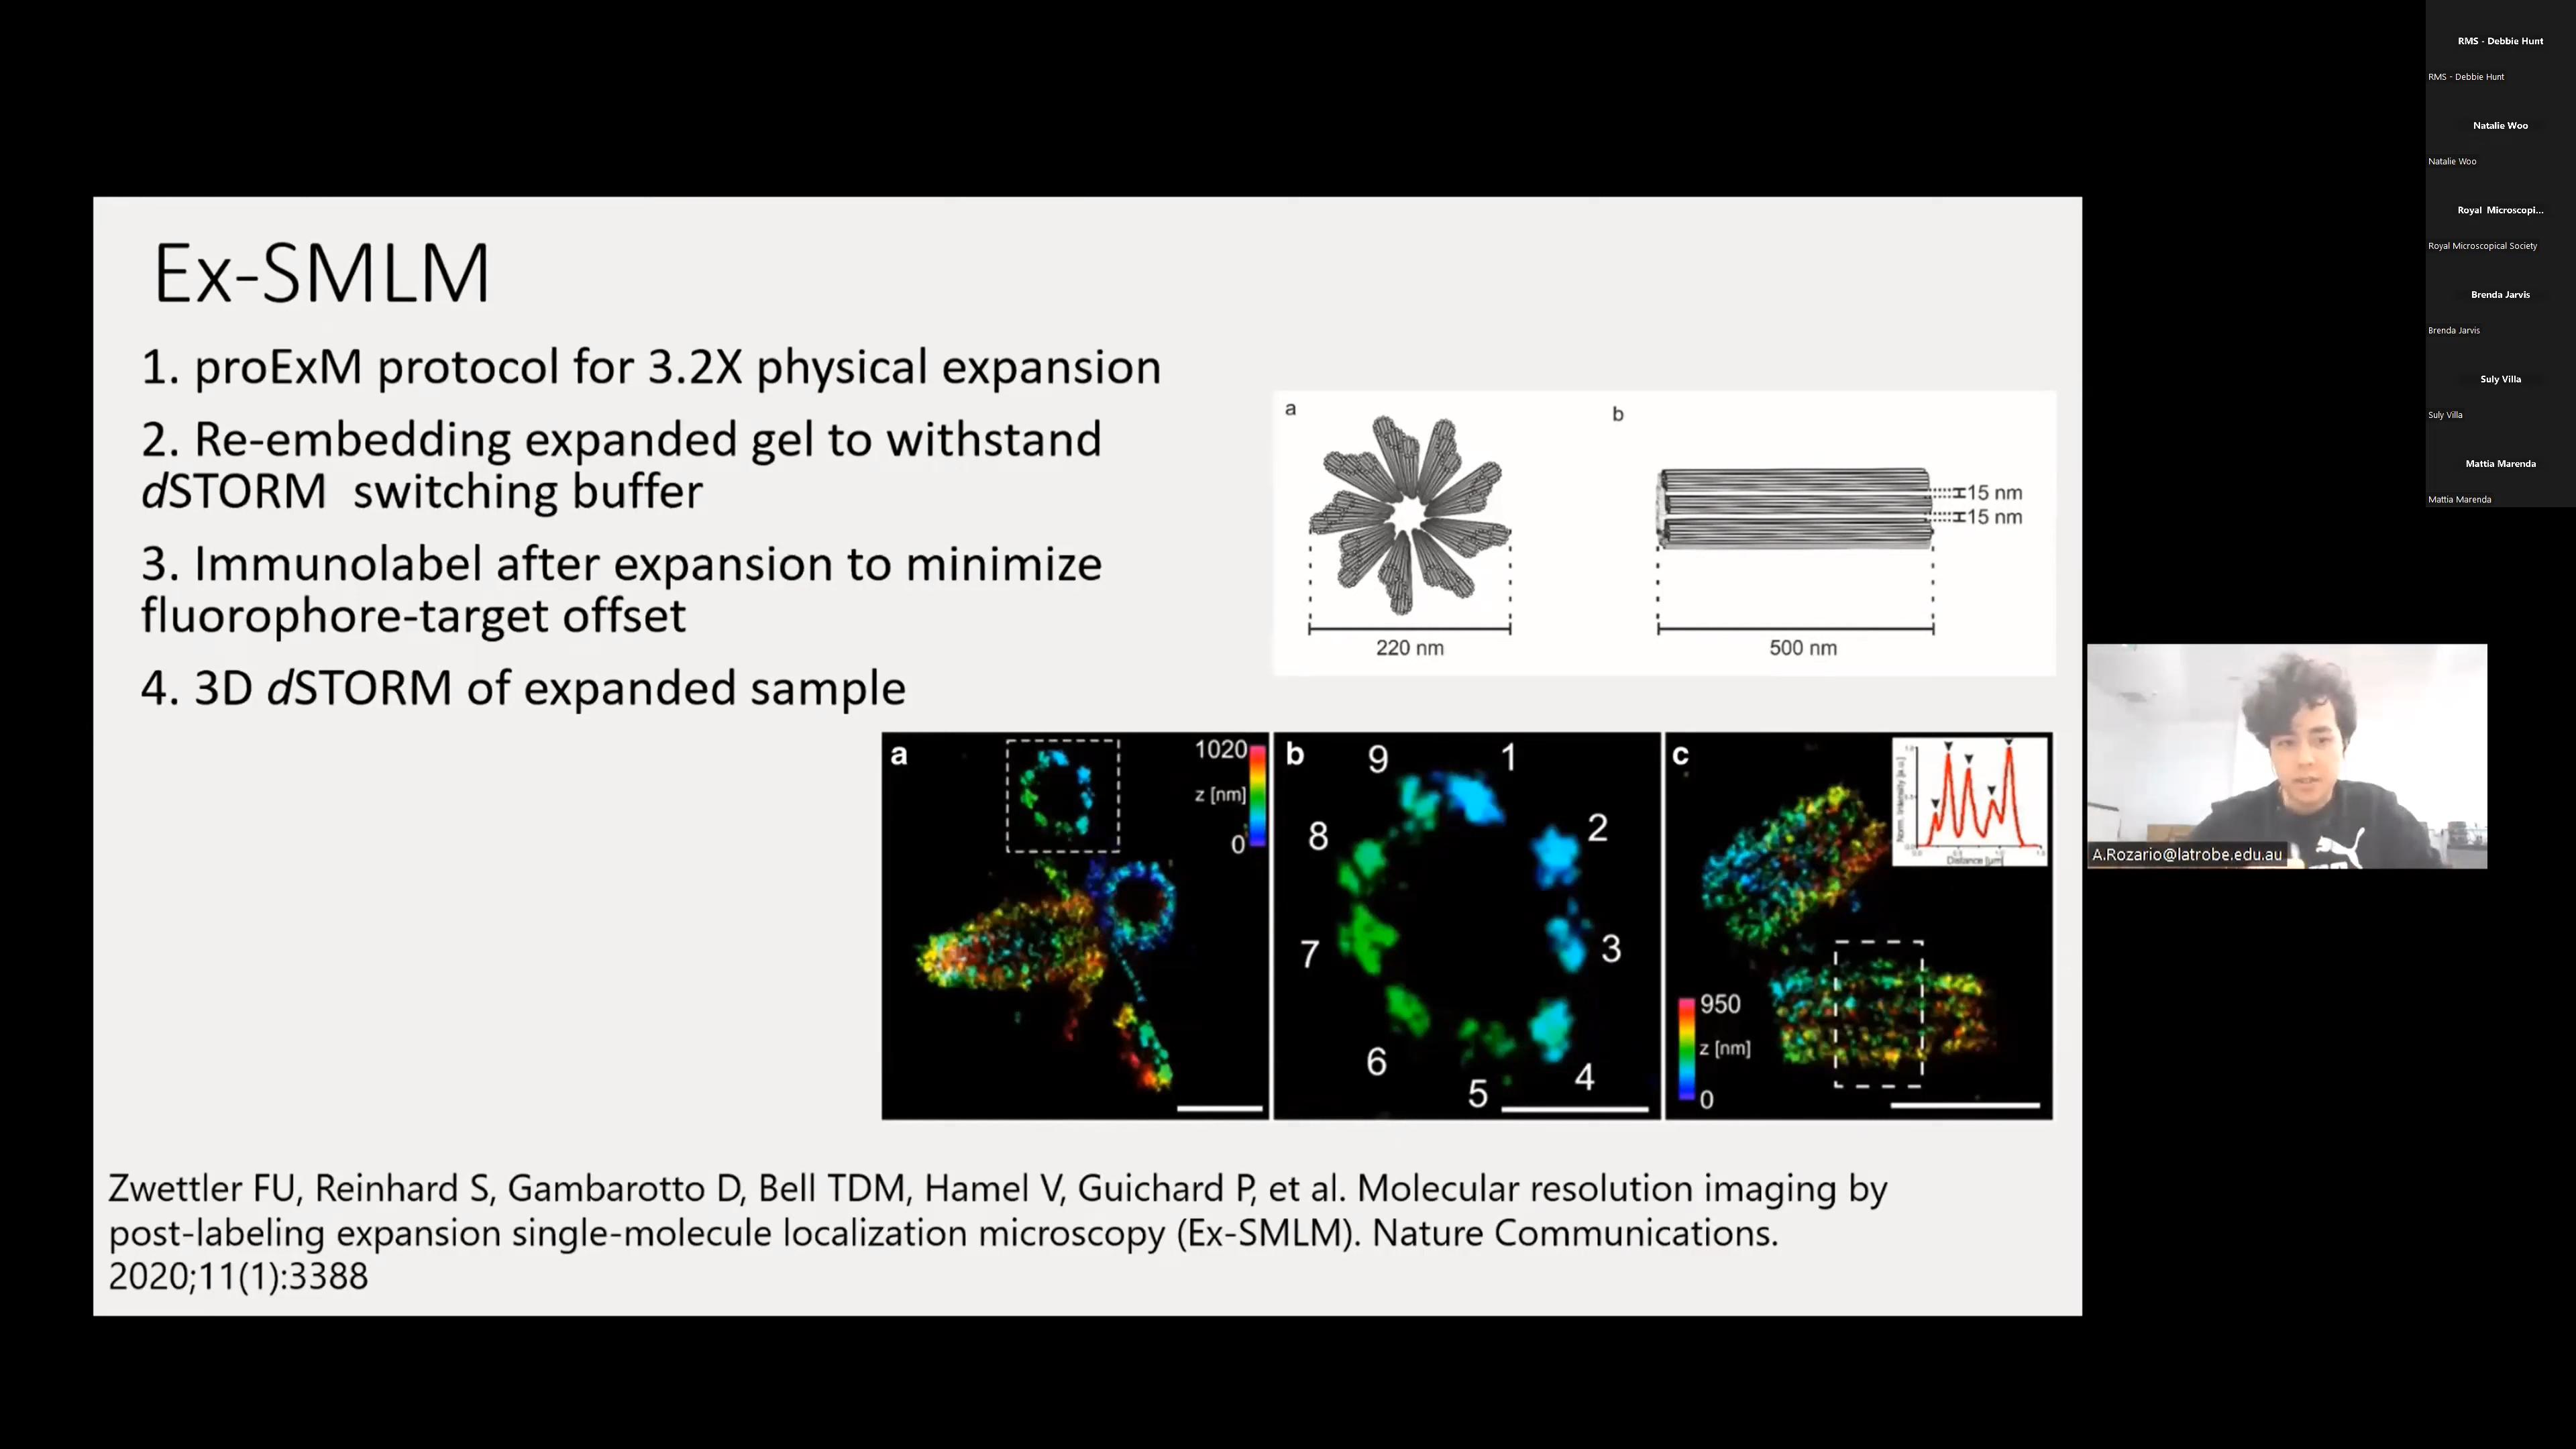 Ex-SMLM
1. proExM protocol for 3.2X physical expansion
2. Re-embedding expanded gel to withstand
dSTORM switching buffer
3. Immunolabel after expansion to minimize
fluorophore-target offset
4. 3D dSTORM of expanded sample
a
b
15 nm
15 nm
220 nm
500 nm
a
1020
z [nm]
0
b
9
1
8
2
7
3
6
5
4
c
Norm. Intensity [a.u.]
Distance [µm]
950
z [nm]
0
Zwettler FU, Reinhard S, Gambarotto D, Bell TDM, Hamel V, Guichard P, et al. Molecular resolution imaging by
post-labeling expansion single-molecule localization microscopy (Ex-SMLM). Nature Communications.
2020;11(1):3388
A.Rozario@latrobe.edu.au
RMS - Debbie Hunt
RMS - Debbie Hunt
Natalie Woo
Natalie Woo
Royal Microscopi...
Royal Microscopical Society
Brenda Jarvis
Brenda Jarvis
Suly Villa
Suly Villa
Mattia Marenda
Mattia Marenda